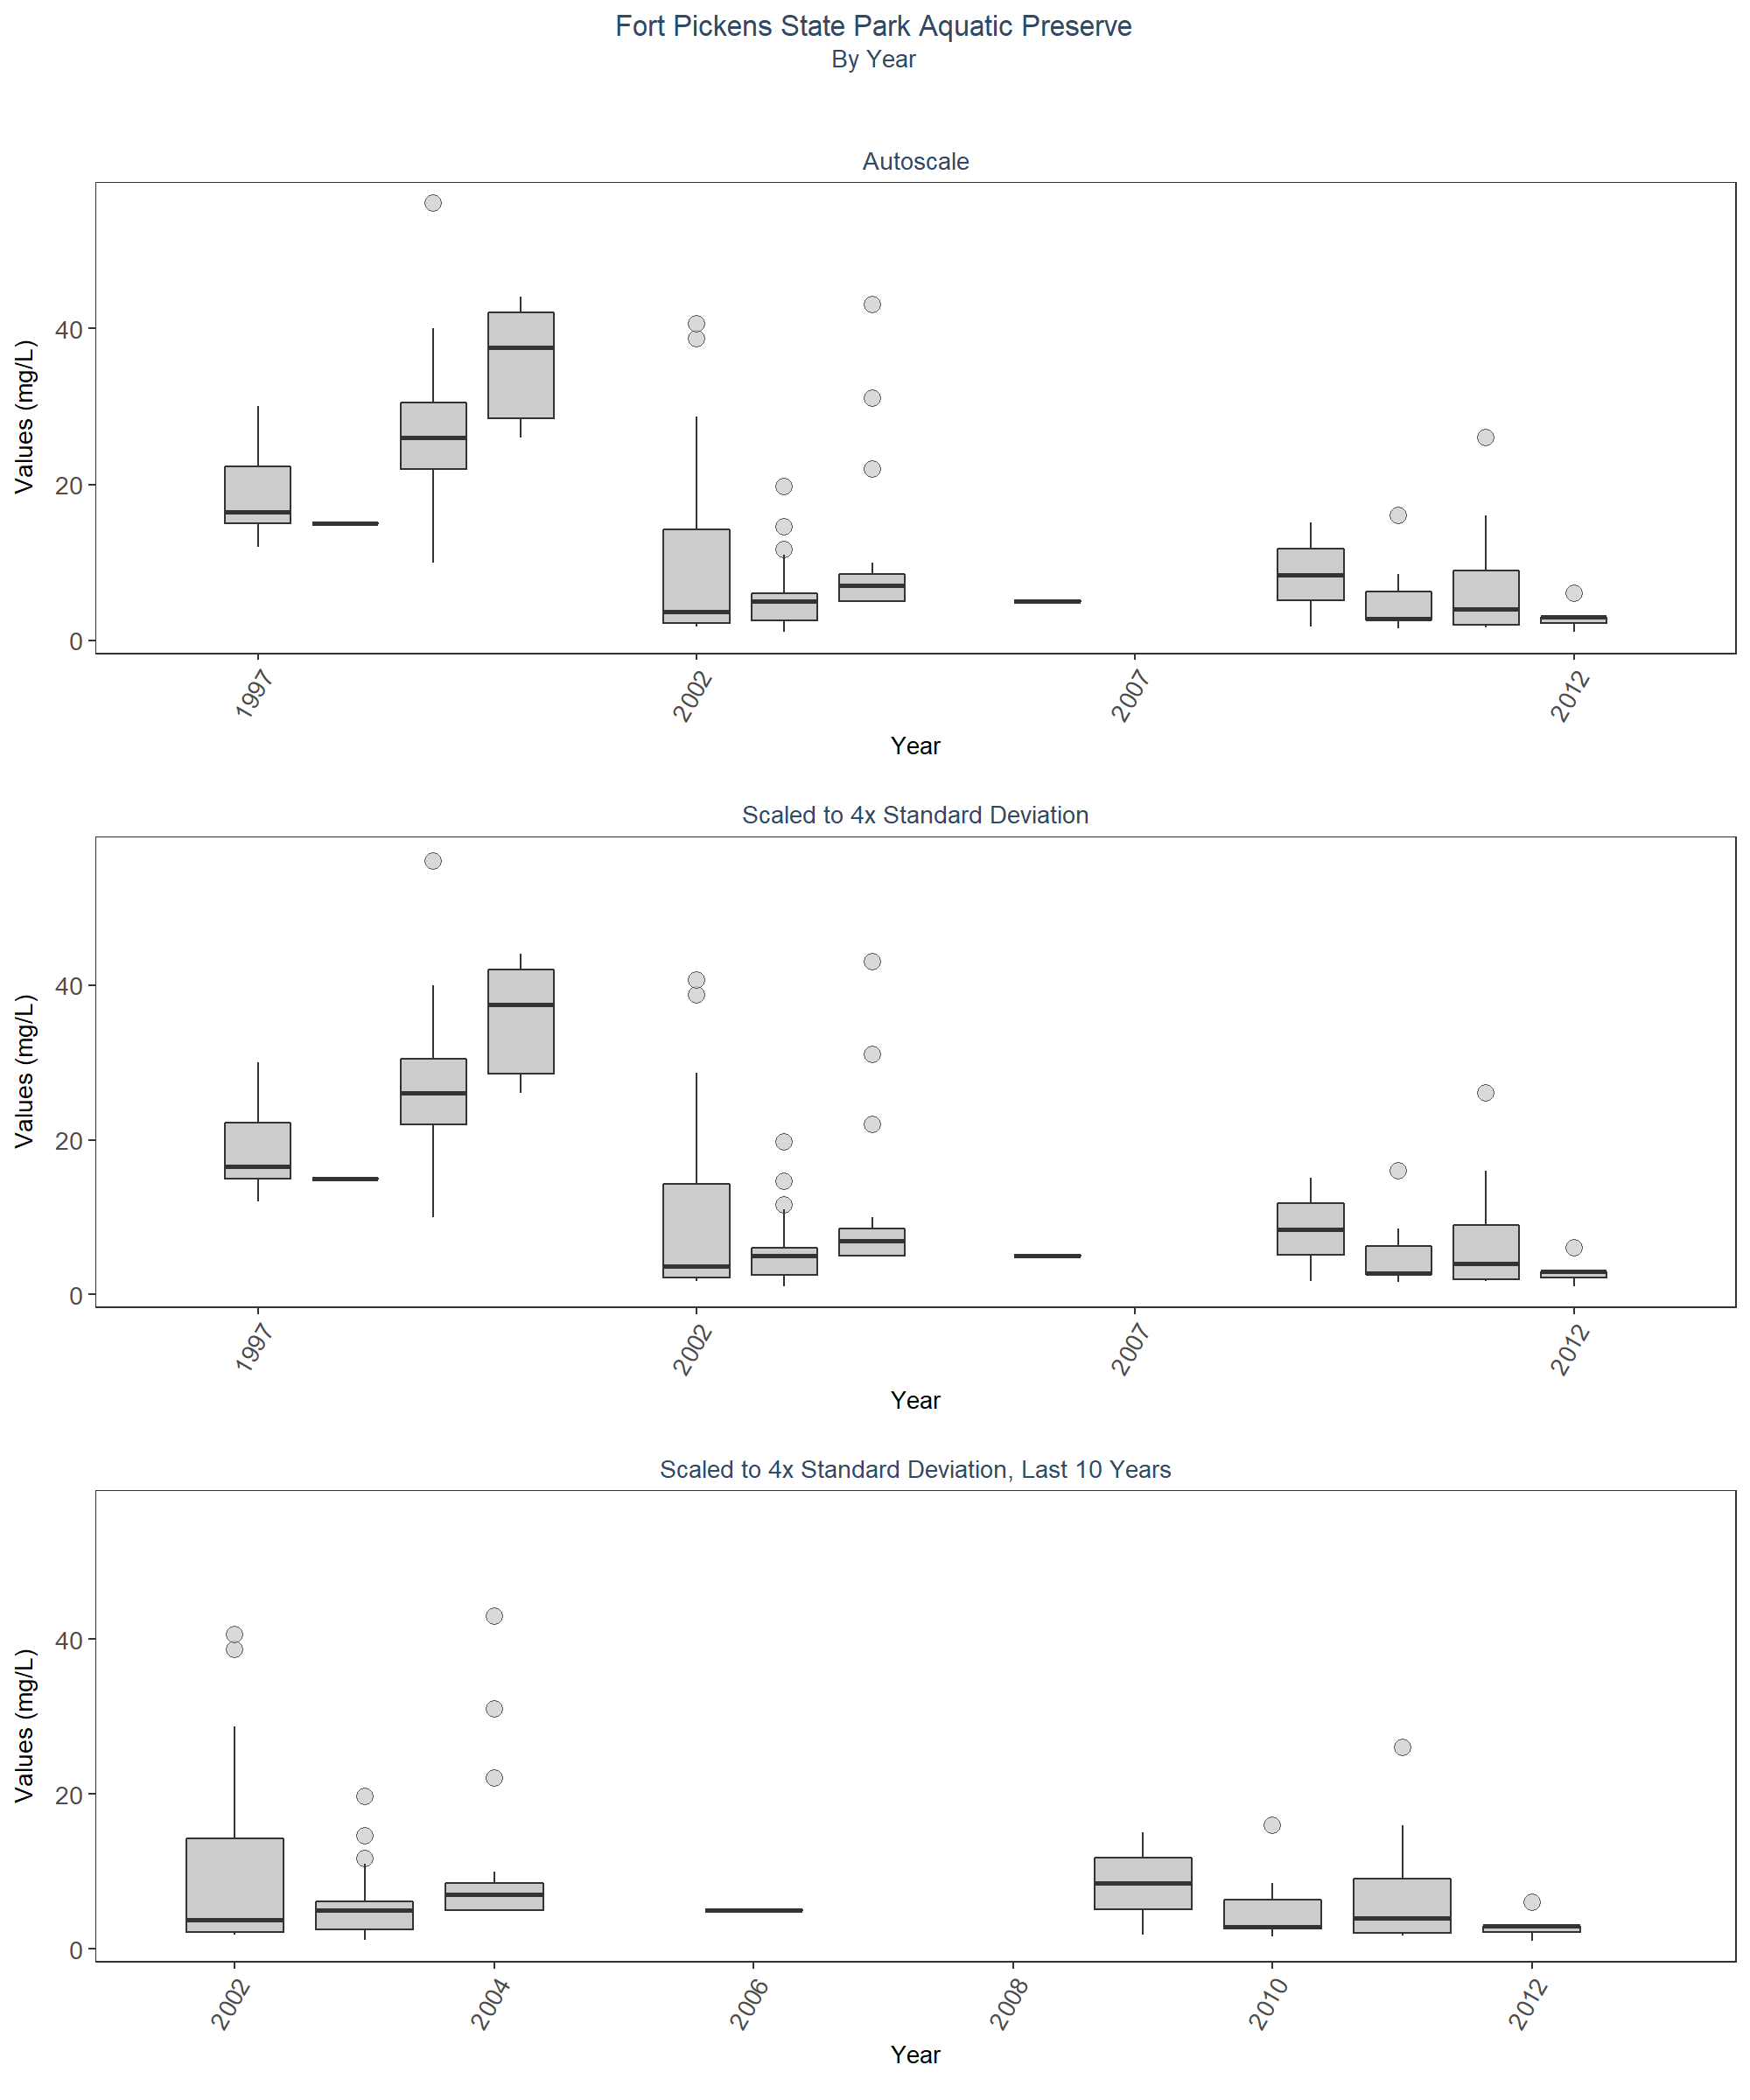 Fort Pickens State Park Aquatic Preserve
By Year
Autoscale
Values (mg/L)
40
20
0
1997
2002
2007
2012
Year
Scaled to 4x Standard Deviation
Values (mg/L)
40
20
0
1997
2002
2007
2012
Year
Scaled to 4x Standard Deviation, Last 10 Years
Values (mg/L)
40
20
0
2002
2004
2006
2008
2010
2012
Year